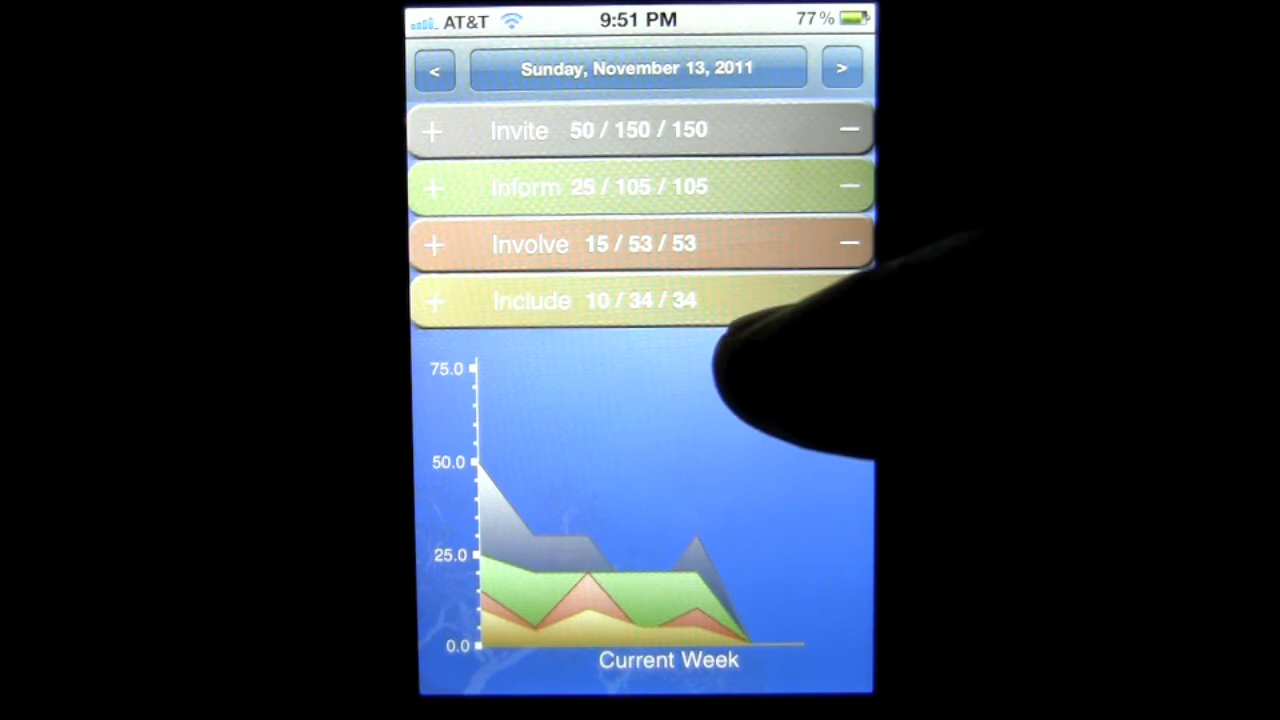 AT&T 9:51 PM 77%
< Sunday, November 13, 2011 >
+ Invite 50 / 150 / 150 −
+ Inform 25 / 105 / 105 −
+ Involve 15 / 53 / 53 −
+ Include 10 / 34 / 34
75.0
50.0
25.0
0.0
Current Week